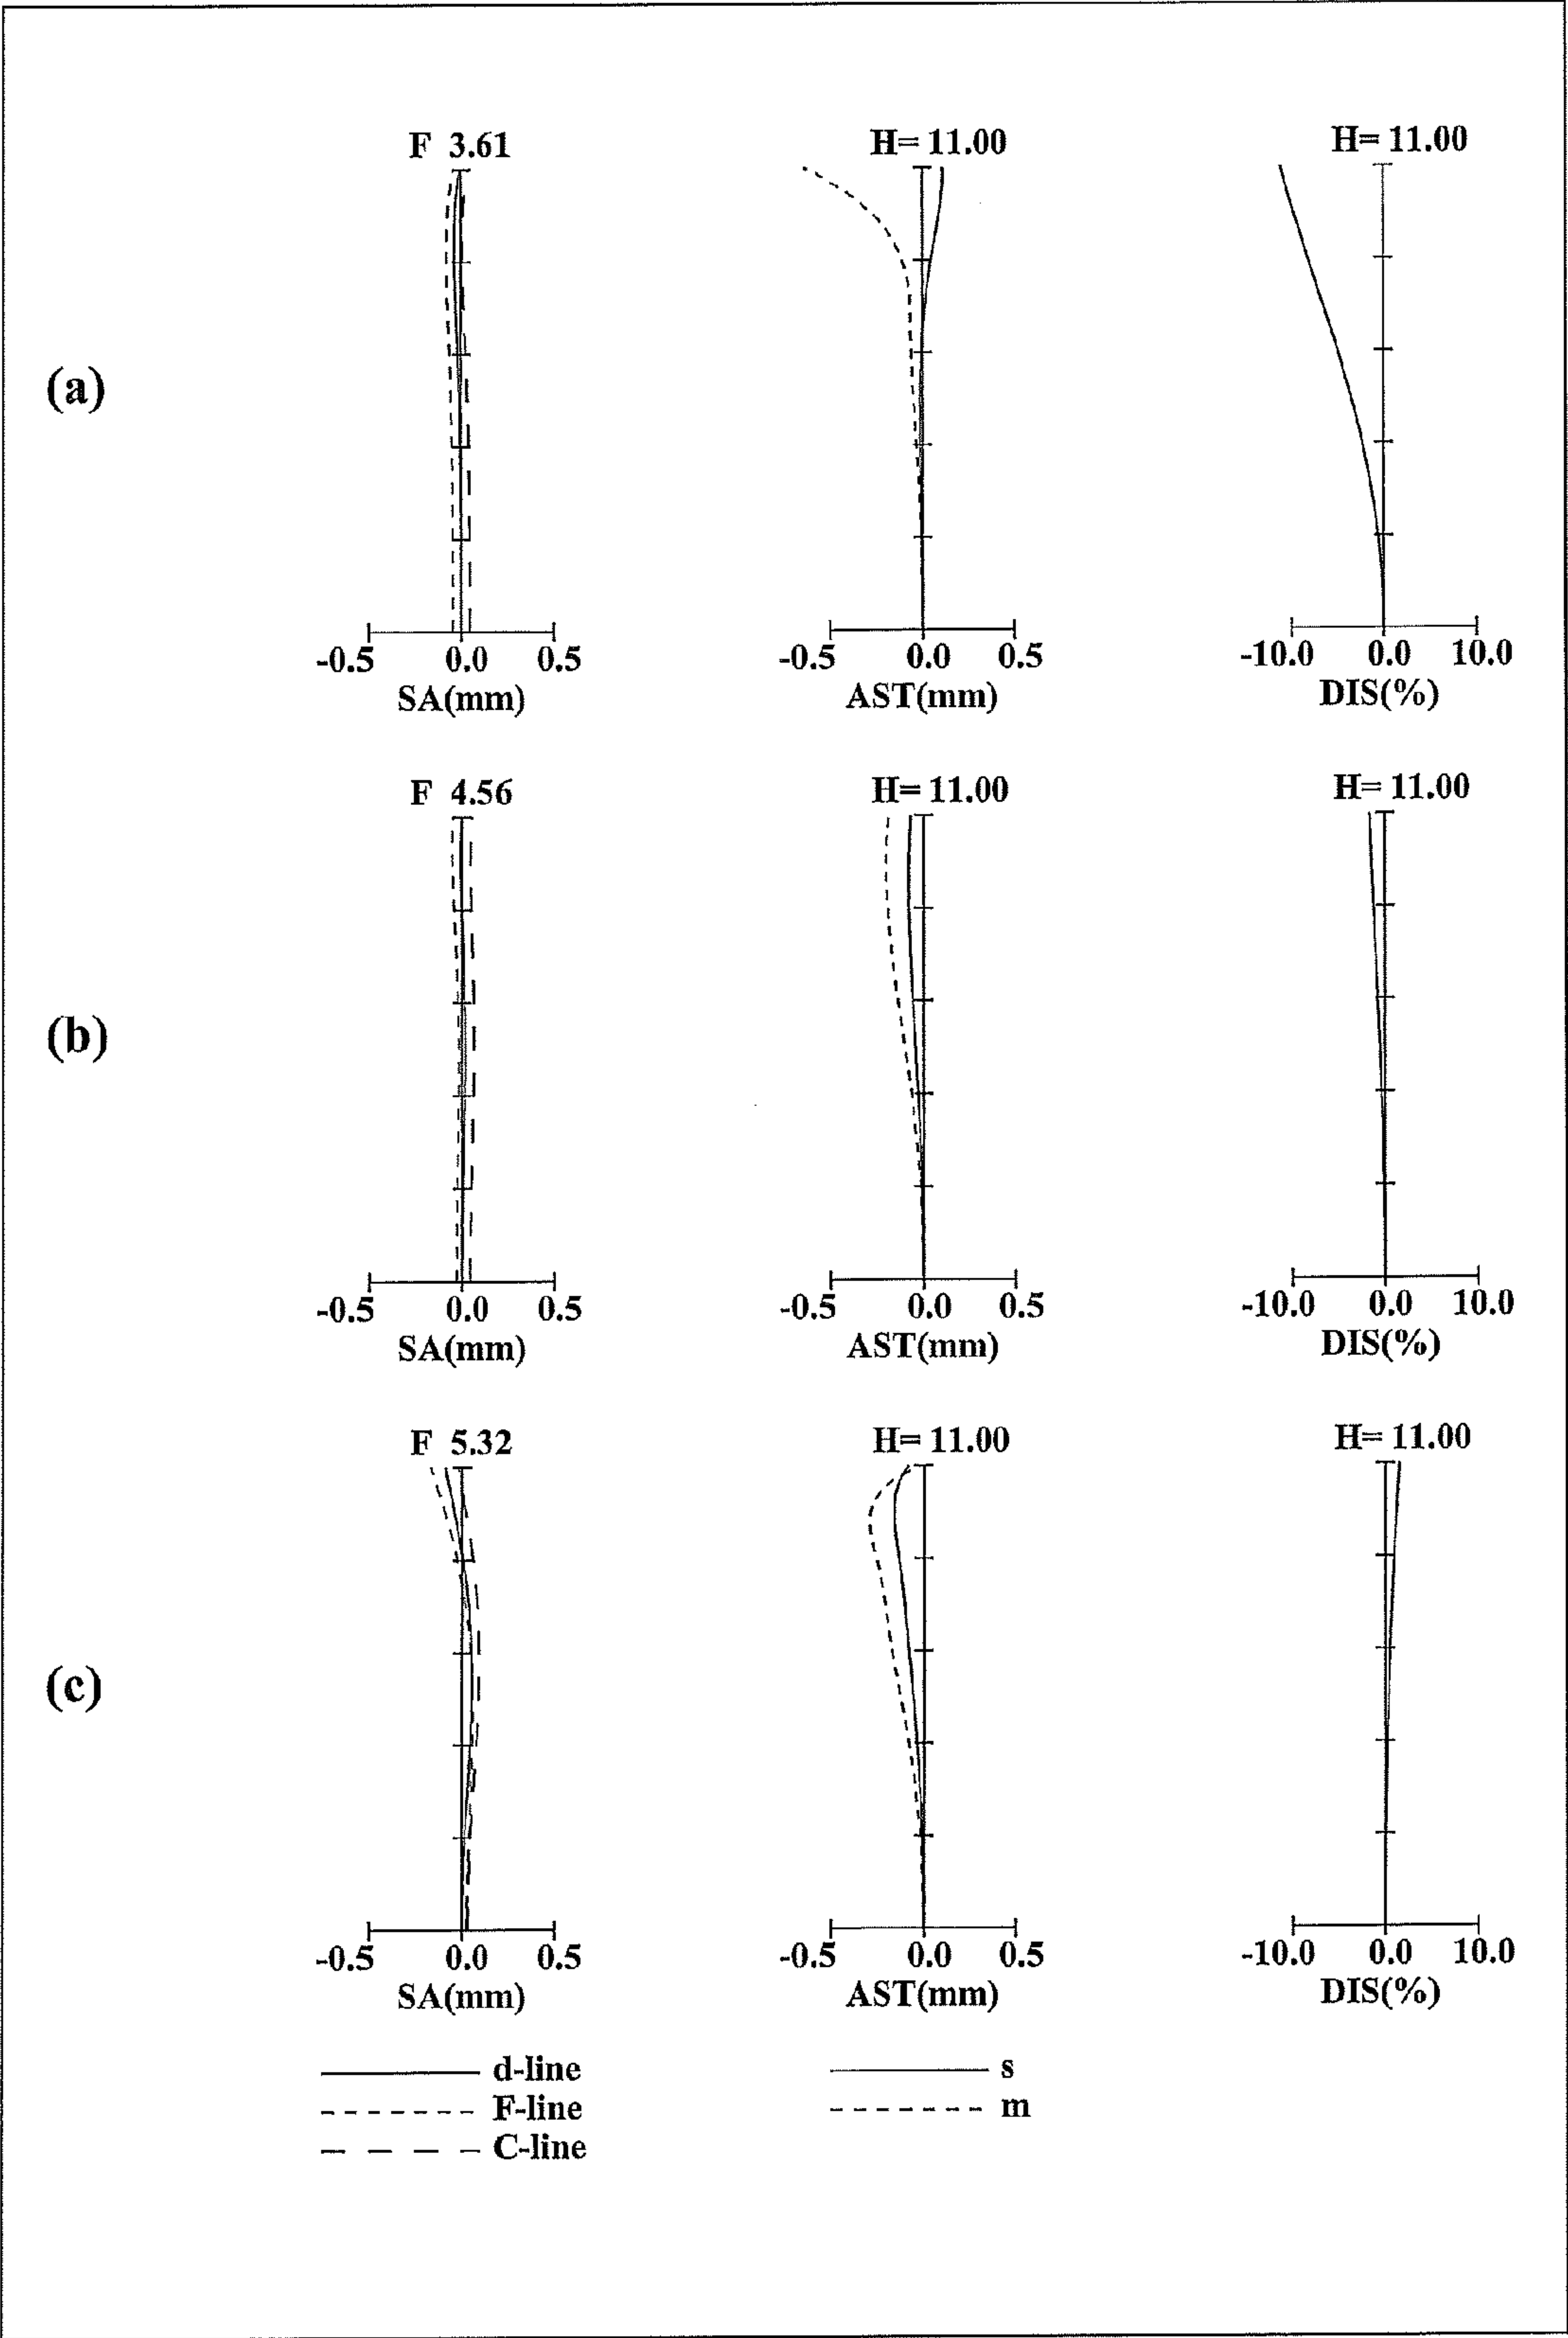 F 3.61
H= 11.00
H= 11.00
(a)
-0.5 0.0 0.5
SA(mm)
-0.5 0.0 0.5
AST(mm)
-10.0 0.0 10.0
DIS(%)
F 4.56
H= 11.00
H= 11.00
(b)
-0.5 0.0 0.5
SA(mm)
-0.5 0.0 0.5
AST(mm)
-10.0 0.0 10.0
DIS(%)
F 5.32
H= 11.00
H= 11.00
(c)
-0.5 0.0 0.5
SA(mm)
-0.5 0.0 0.5
AST(mm)
-10.0 0.0 10.0
DIS(%)
d-line
F-line
C-line
s
m